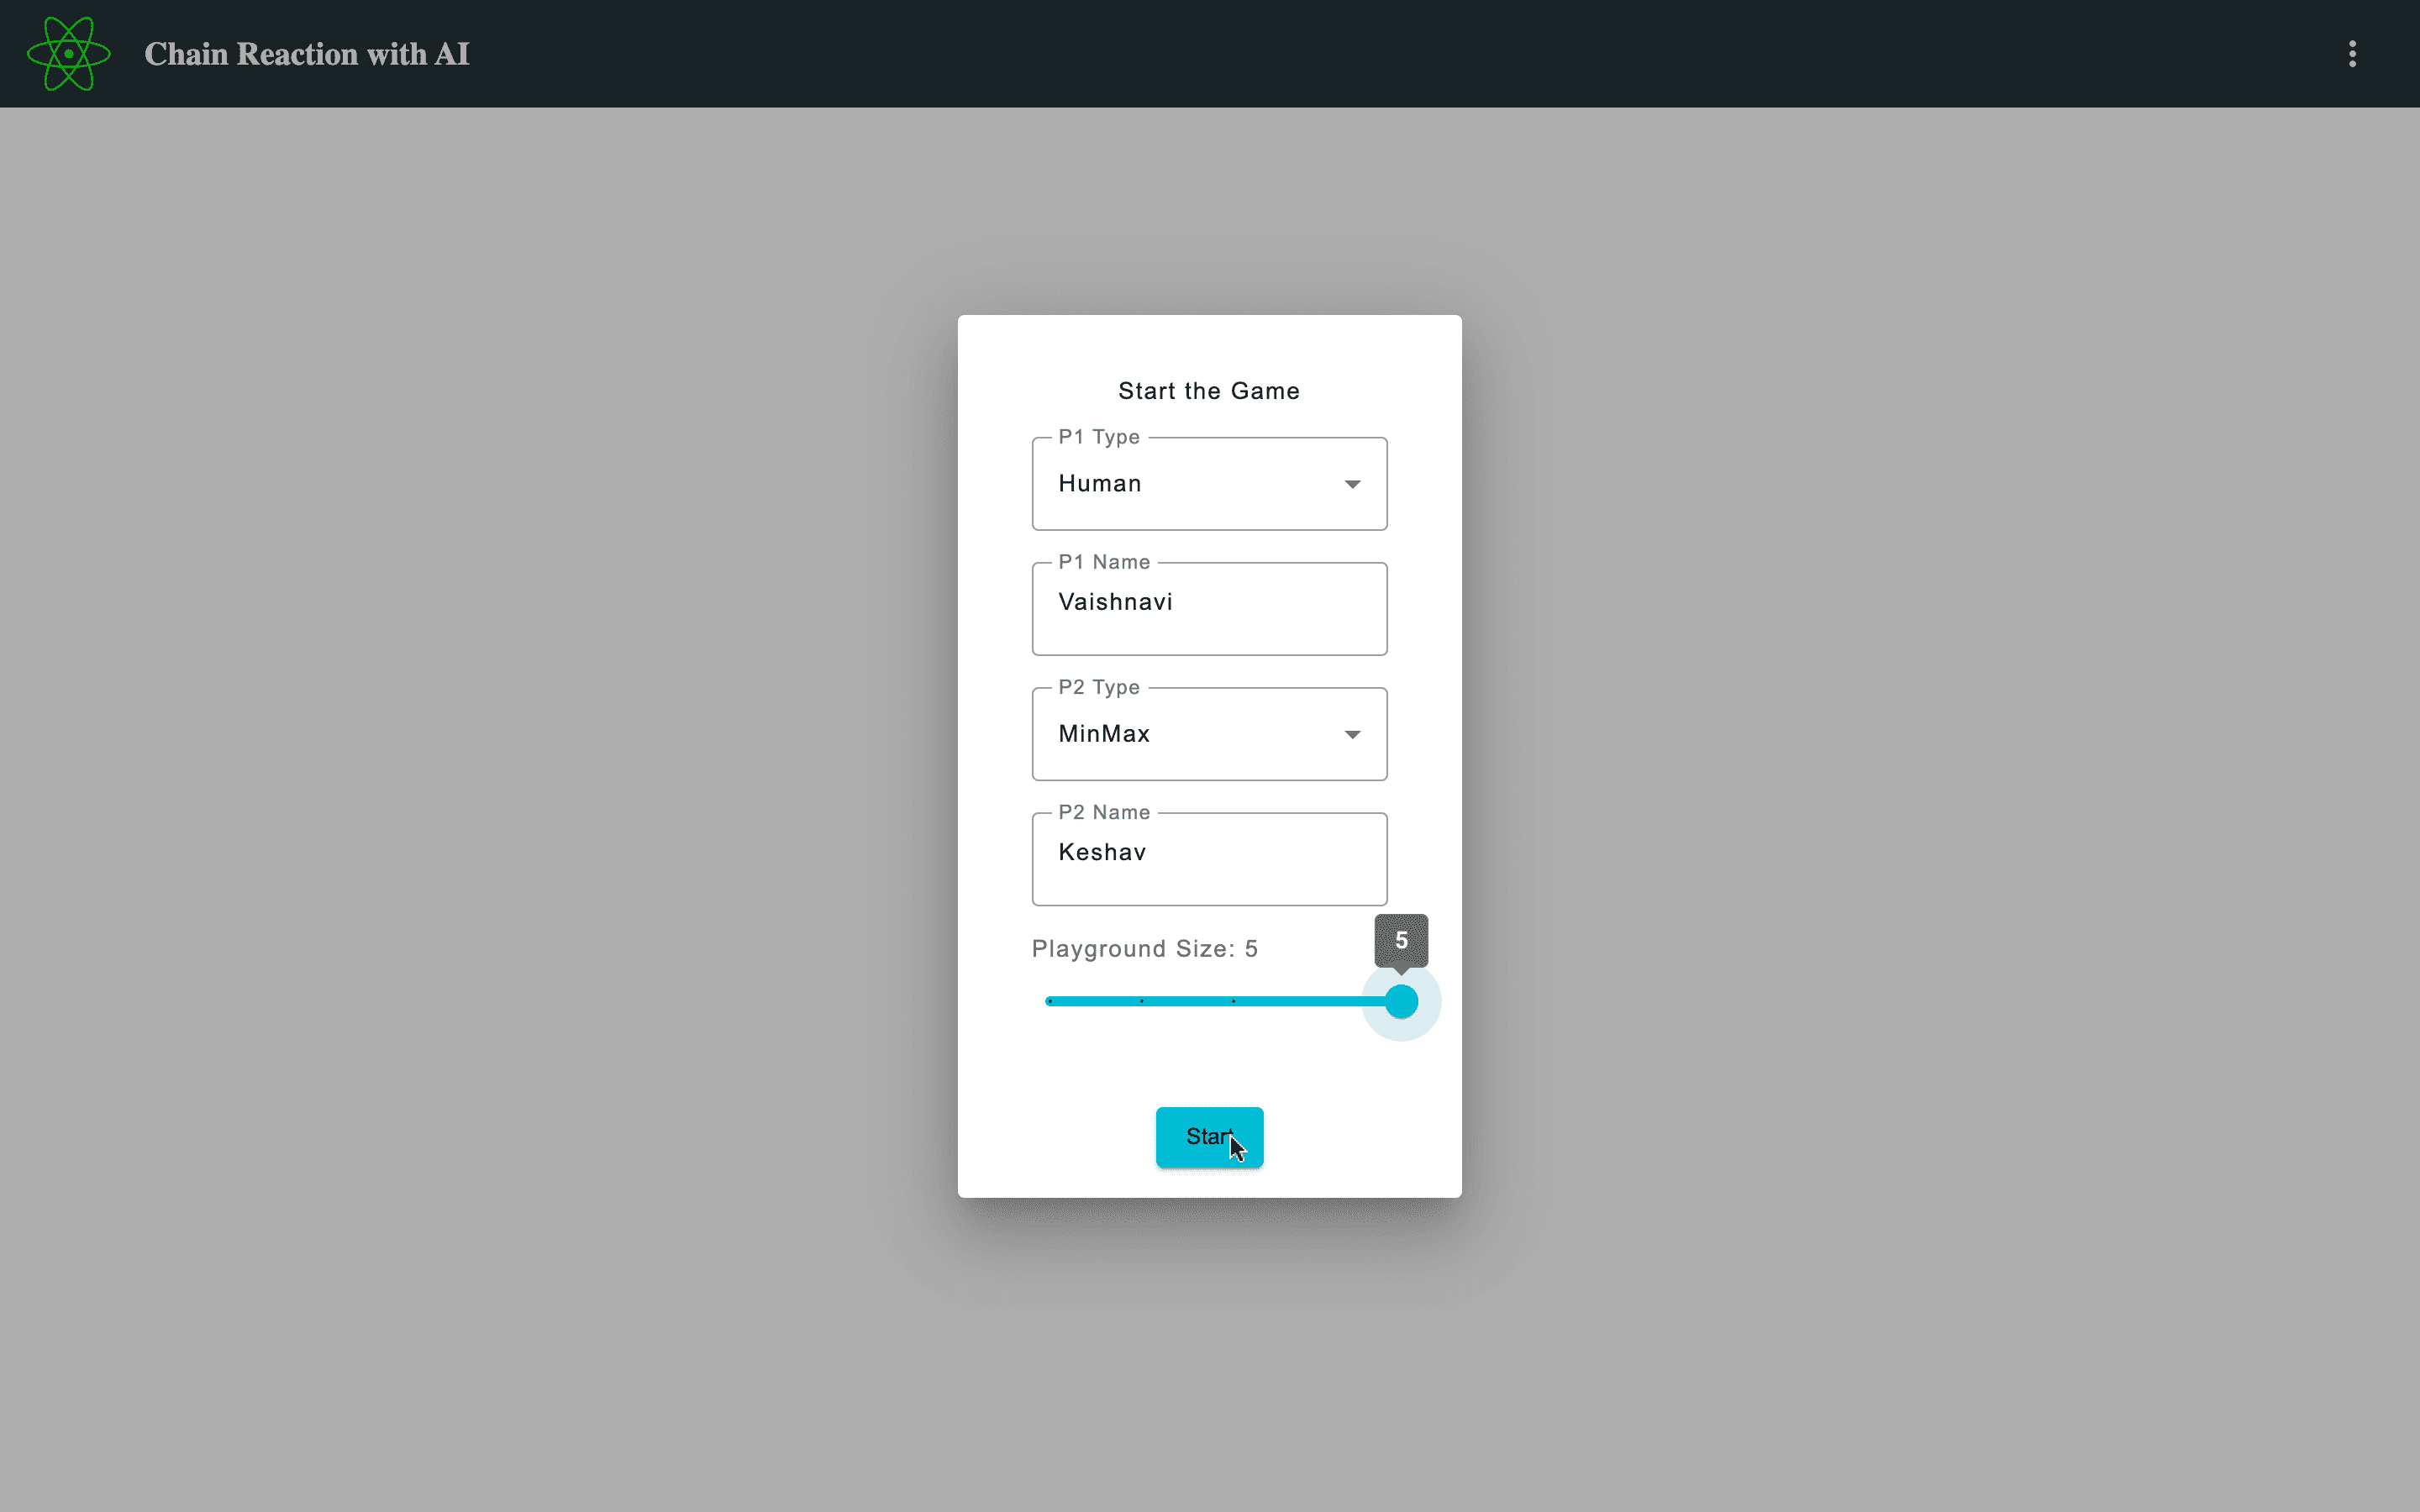 Chain Reaction with AI
Start the Game
P1 Type
Human
P1 Name
Vaishnavi
P2 Type
MinMax
P2 Name
Keshav
5
Playground Size: 5
Start